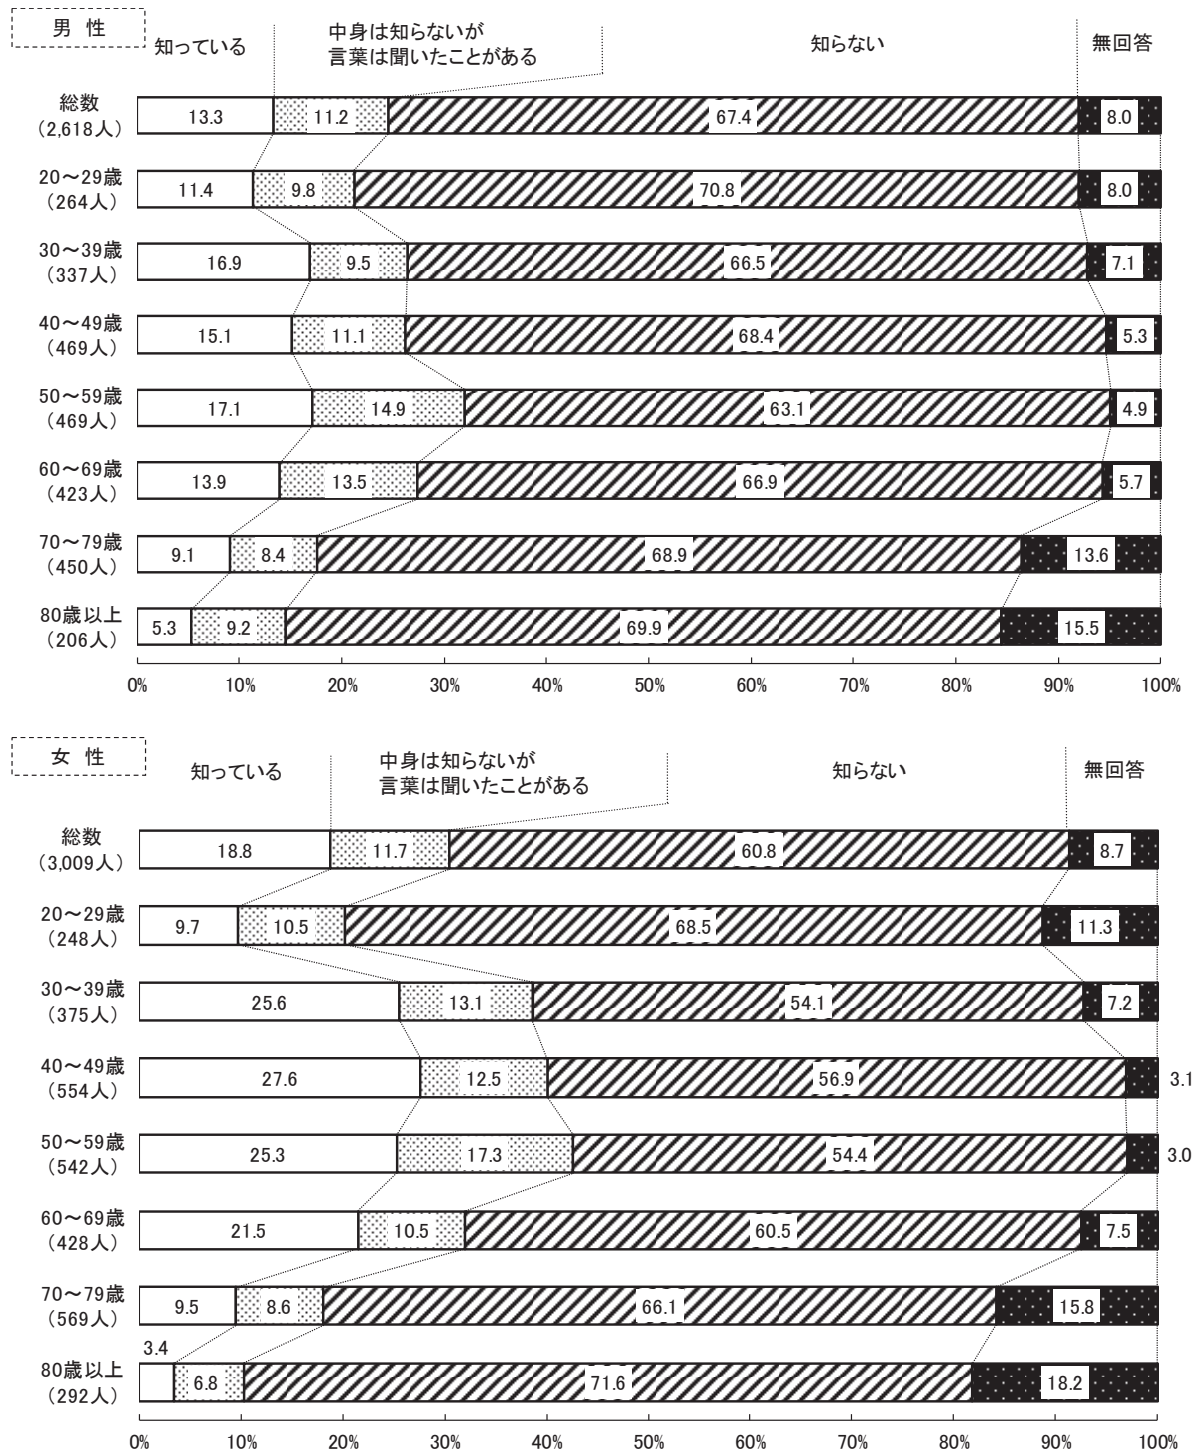 男 性
知っている
中身は知らないが
言葉は聞いたことがある
知らない
無回答
総数
(2,618人)
13.3
11.2
67.4
8.0
20～29歳
(264人)
11.4
9.8
70.8
8.0
30～39歳
(337人)
16.9
9.5
66.5
7.1
40～49歳
(469人)
15.1
11.1
68.4
5.3
50～59歳
(469人)
17.1
14.9
63.1
4.9
60～69歳
(423人)
13.9
13.5
66.9
5.7
70～79歳
(450人)
9.1
8.4
68.9
13.6
80歳以上
(206人)
5.3
9.2
69.9
15.5
0% 10% 20% 30% 40% 50% 60% 70% 80% 90% 100%
女 性
知っている
中身は知らないが
言葉は聞いたことがある
知らない
無回答
総数
(3,009人)
18.8
11.7
60.8
8.7
20～29歳
(248人)
9.7
10.5
68.5
11.3
30～39歳
(375人)
25.6
13.1
54.1
7.2
40～49歳
(554人)
27.6
12.5
56.9
3.1
50～59歳
(542人)
25.3
17.3
54.4
3.0
60～69歳
(428人)
21.5
10.5
60.5
7.5
70～79歳
(569人)
9.5
8.6
66.1
15.8
80歳以上
(292人)
3.4
6.8
71.6
18.2
0% 10% 20% 30% 40% 50% 60% 70% 80% 90% 100%